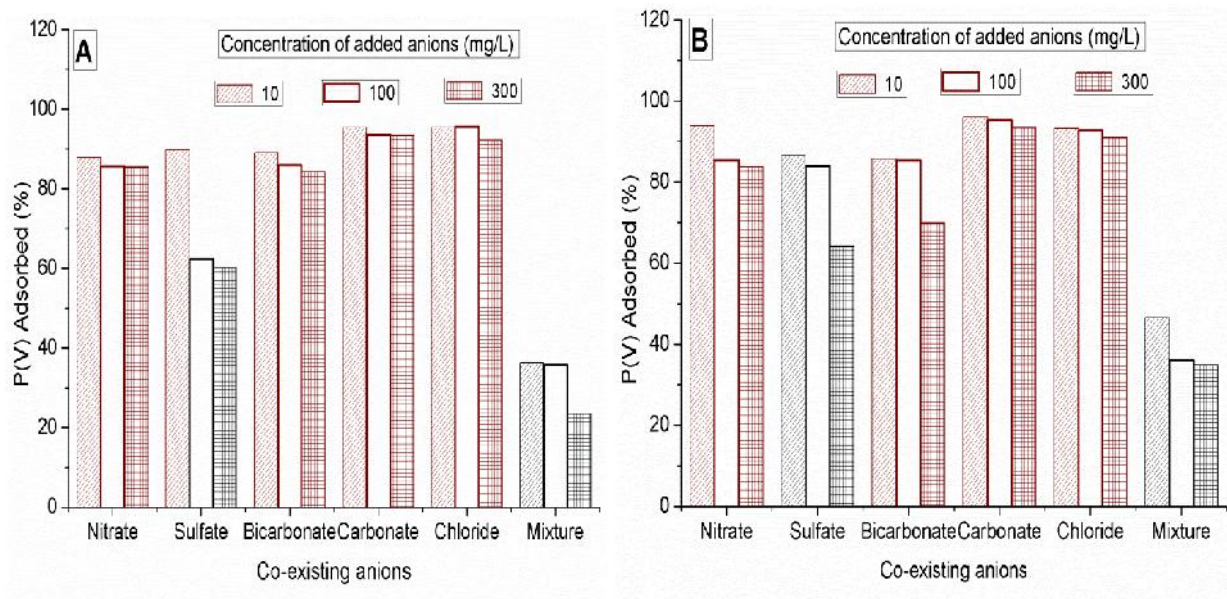 A
Concentration of added anions (mg/L)
10 100 300
120
100
80
60
40
20
0
P(V) Adsorbed (%)
Nitrate Sulfate Bicarbonate Carbonate Chloride Mixture
Co-existing anions
B
Concentration of added anions (mg/L)
10 100 300
120
100
80
60
40
20
0
P(V) Adsorbed (%)
Nitrate Sulfate Bicarbonate Carbonate Chloride Mixture
Co-existing anions